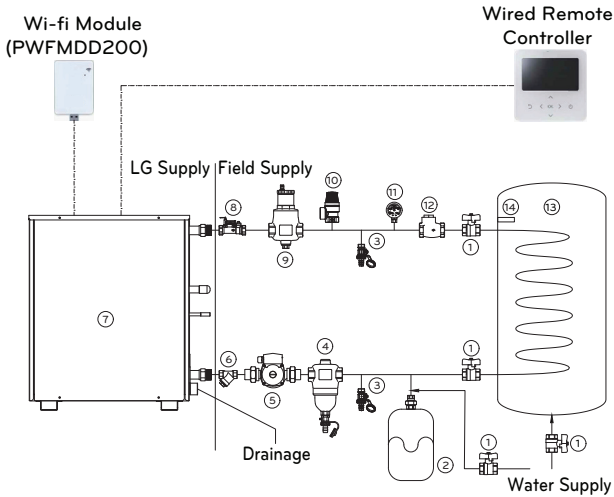 Wi-fi Module
(PWFMDD200)
Wired Remote
Controller
OK
LG Supply
Field Supply
8
9
10
3
11
12
1
14
13
7
6
5
4
3
1
2
1
1
Drainage
Water Supply